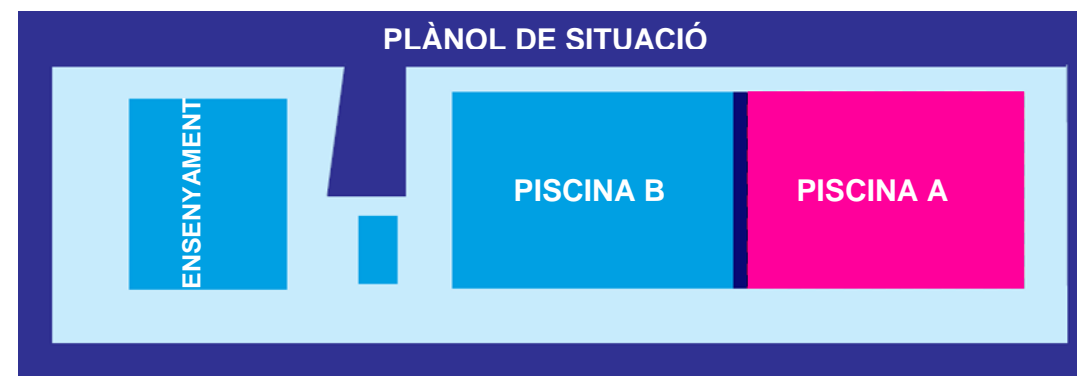 PLÀNOL DE SITUACIÓ
ENSENYAMENT
PISCINA B
PISCINA A